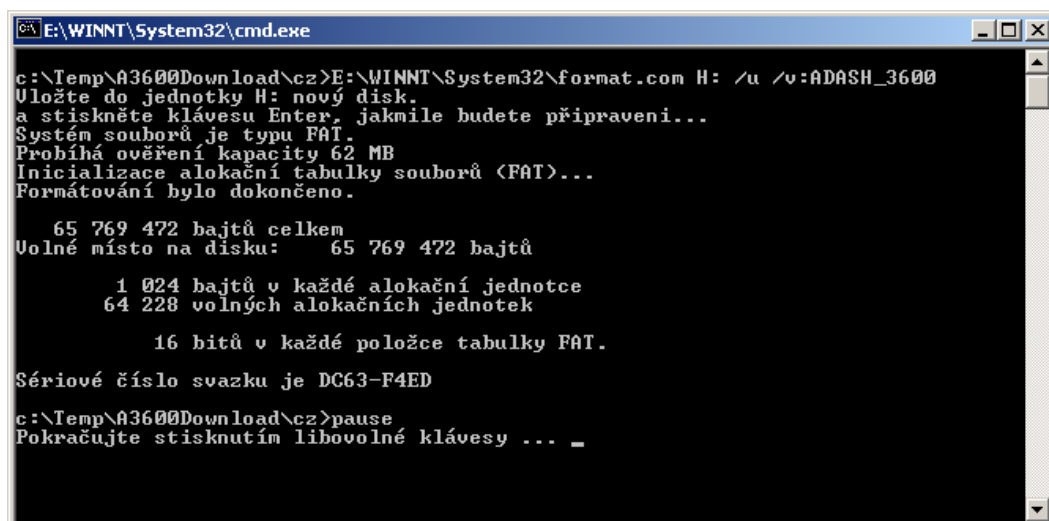 E:\WINNT\System32\cmd.exe
c:\Temp\A3600Download\cz>E:\WINNT\System32\format.com H: /u /v:ADASH_3600
Vložte do jednotky H: nový disk.
a stiskněte klávesu Enter, jakmile budete připraveni...
Systém souborů je typu FAT.
Probíhá ověření kapacity 62 MB
Inicializace alokační tabulky souborů (FAT)...
Formátování bylo dokončeno.
65 769 472 bajtů celkem
Volné místo na disku: 65 769 472 bajtů
1 024 bajtů v každé alokační jednotce
64 228 volných alokačních jednotek
16 bitů v každé položce tabulky FAT.
Sériové číslo svazku je DC63-F4ED
c:\Temp\A3600Download\cz>pause
Pokračujte stisknutím libovolné klávesy ... _